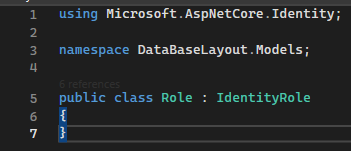 1 using Microsoft.AspNetCore.Identity;
2
3 namespace DataBaseLayout.Models;
4
6 references
5 public class Role : IdentityRole
6 {
7 }